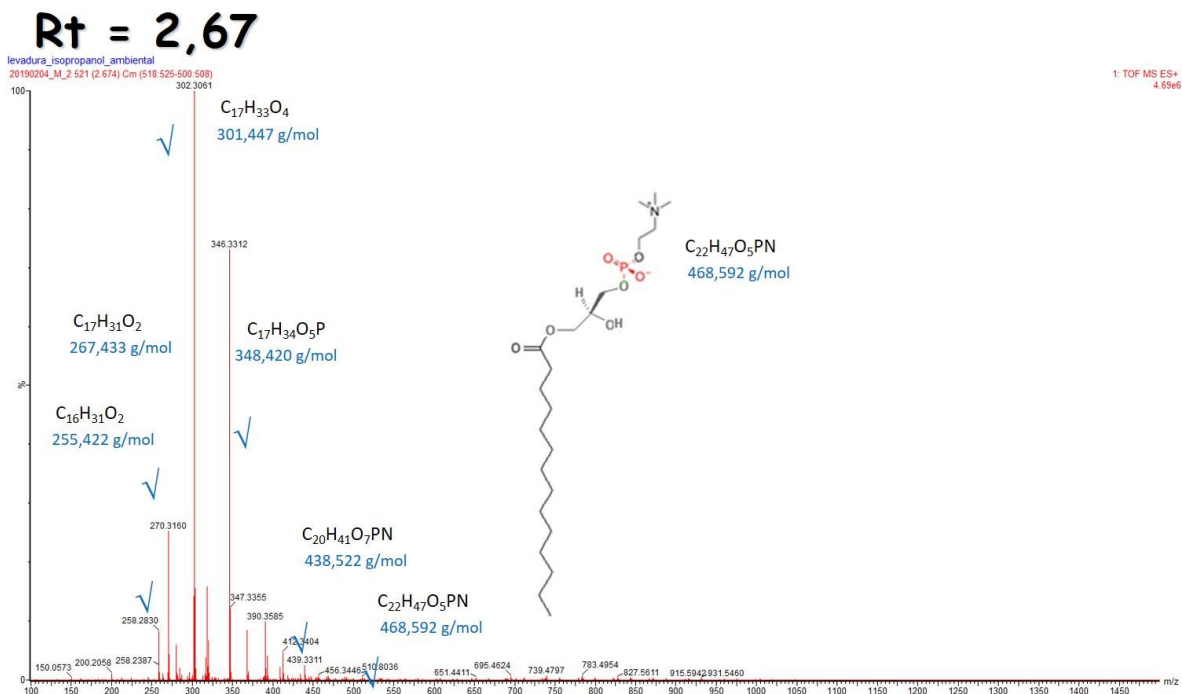 Rt = 2,67
levadura_isopropanol_ambiental
20190204_M_2 521 (2.674) Cm (518:525-500:508)
1: TOF MS ES+
4.69e6
100
302.3061
C₁₇H₃₃O₄
301,447 g/mol
346.3312
C₂₂H₄₇O₅PN
468,592 g/mol
N
+
O
O
P
O⁻
O
H
OH
O
O
C₁₇H₃₁O₂
267,433 g/mol
C₁₇H₃₄O₅P
348,420 g/mol
%
C₁₆H₃₁O₂
255,422 g/mol
270.3160
C₂₀H₄₁O₇PN
438,522 g/mol
347.3355
C₂₂H₄₇O₅PN
468,592 g/mol
258.2830
390.3585
412.3404
439.3311
150.0573
200.2058
258.2387
456.3446
510.8036
651.4411
695.4624
739.4797
783.4954
827.5611
915.5942
931.5460
0
m/z
100 150 200 250 300 350 400 450 500 550 600 650 700 750 800 850 900 950 1000 1050 1100 1150 1200 1250 1300 1350 1400 1450